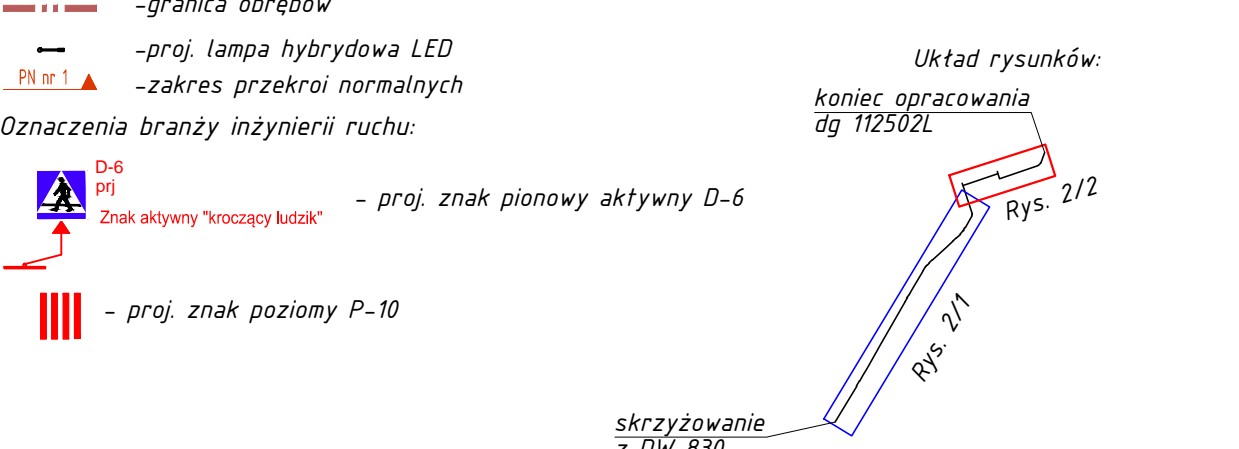 -granica obrębów
-proj. lampa hybrydowa LED
PN nr 1
-zakres przekroi normalnych
Oznaczenia branży inżynierii ruchu:
D-6
prj
Znak aktywny "kroczący ludzik"
- proj. znak pionowy aktywny D-6
- proj. znak poziomy P-10
Układ rysunków:
koniec opracowania
dg 112502L
Rys. 2/2
Rys. 2/1
skrzyżowanie
z DW 830